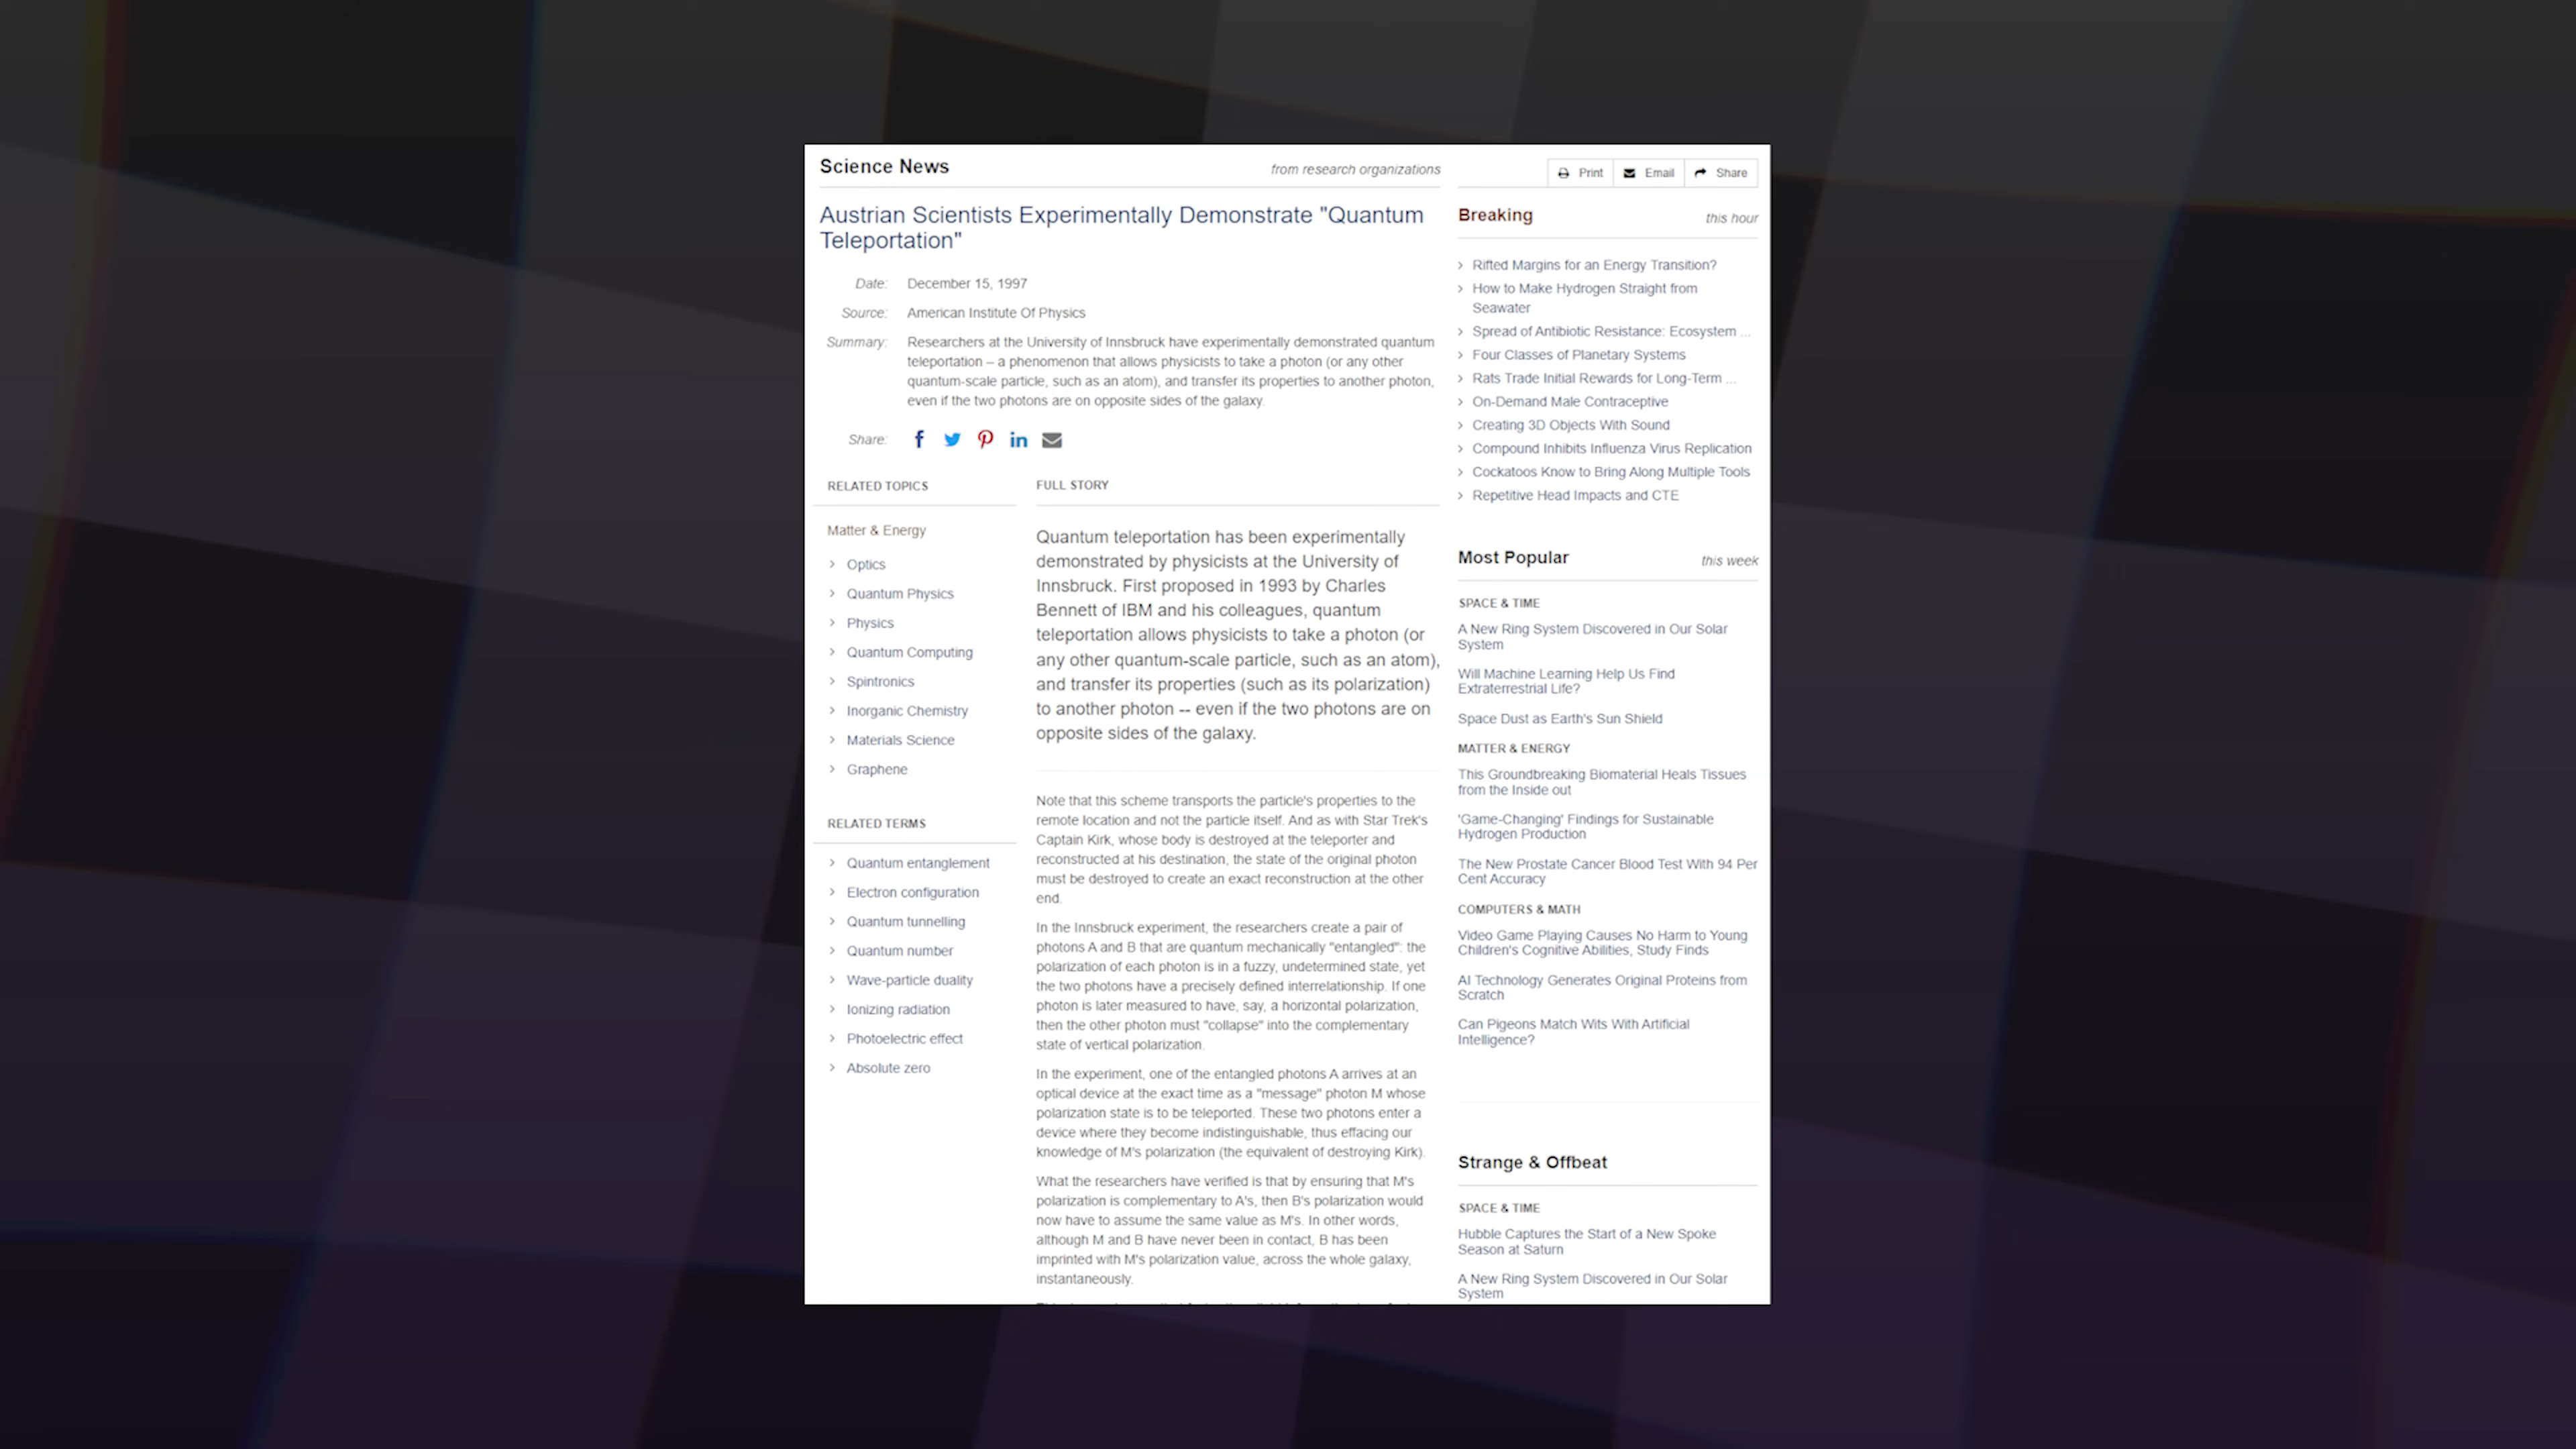 Science News
from research organizations
Print
Email
Share
Austrian Scientists Experimentally Demonstrate "Quantum
Teleportation"
Date: December 15, 1997
Source: American Institute Of Physics
Summary: Researchers at the University of Innsbruck have experimentally demonstrated quantum
teleportation – a phenomenon that allows physicists to take a photon (or any other
quantum-scale particle, such as an atom), and transfer its properties to another photon,
even if the two photons are on opposite sides of the galaxy.
Share:
RELATED TOPICS
Matter & Energy
Optics
Quantum Physics
Physics
Quantum Computing
Spintronics
Inorganic Chemistry
Materials Science
Graphene
RELATED TERMS
Quantum entanglement
Electron configuration
Quantum tunnelling
Quantum number
Wave-particle duality
Ionizing radiation
Photoelectric effect
Absolute zero
FULL STORY
Quantum teleportation has been experimentally
demonstrated by physicists at the University of
Innsbruck. First proposed in 1993 by Charles
Bennett of IBM and his colleagues, quantum
teleportation allows physicists to take a photon (or
any other quantum-scale particle, such as an atom),
and transfer its properties (such as its polarization)
to another photon -- even if the two photons are on
opposite sides of the galaxy.
Note that this scheme transports the particle's properties to the
remote location and not the particle itself. And as with Star Trek's
Captain Kirk, whose body is destroyed at the teleporter and
reconstructed at his destination, the state of the original photon
must be destroyed to create an exact reconstruction at the other
end.
In the Innsbruck experiment, the researchers create a pair of
photons A and B that are quantum mechanically "entangled": the
polarization of each photon is in a fuzzy, undetermined state, yet
the two photons have a precisely defined interrelationship. If one
photon is later measured to have, say, a horizontal polarization,
then the other photon must "collapse" into the complementary
state of vertical polarization.
In the experiment, one of the entangled photons A arrives at an
optical device at the exact time as a "message" photon M whose
polarization state is to be teleported. These two photons enter a
device where they become indistinguishable, thus effacing our
knowledge of M's polarization (the equivalent of destroying Kirk).
What the researchers have verified is that by ensuring that M's
polarization is complementary to A's, then B's polarization would
now have to assume the same value as M's. In other words,
although M and B have never been in contact, B has been
imprinted with M's polarization value, across the whole galaxy,
instantaneously.
Breaking
this hour
Rifted Margins for an Energy Transition?
How to Make Hydrogen Straight from
Seawater
Spread of Antibiotic Resistance: Ecosystem ...
Four Classes of Planetary Systems
Rats Trade Initial Rewards for Long-Term ...
On-Demand Male Contraceptive
Creating 3D Objects With Sound
Compound Inhibits Influenza Virus Replication
Cockatoos Know to Bring Along Multiple Tools
Repetitive Head Impacts and CTE
Most Popular
this week
SPACE & TIME
A New Ring System Discovered in Our Solar
System
Will Machine Learning Help Us Find
Extraterrestrial Life?
Space Dust as Earth's Sun Shield
MATTER & ENERGY
This Groundbreaking Biomaterial Heals Tissues
from the Inside out
'Game-Changing' Findings for Sustainable
Hydrogen Production
The New Prostate Cancer Blood Test With 94 Per
Cent Accuracy
COMPUTERS & MATH
Video Game Playing Causes No Harm to Young
Children's Cognitive Abilities, Study Finds
AI Technology Generates Original Proteins from
Scratch
Can Pigeons Match Wits With Artificial
Intelligence?
Strange & Offbeat
SPACE & TIME
Hubble Captures the Start of a New Spoke
Season at Saturn
A New Ring System Discovered in Our Solar
System